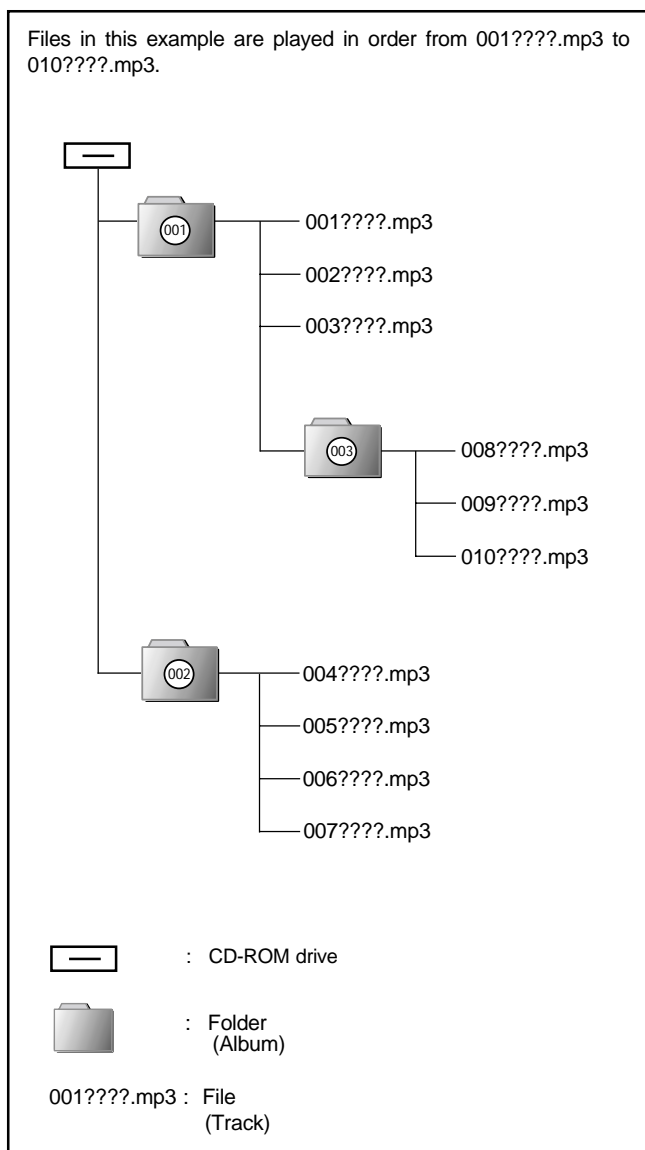 Files in this example are played in order from 001????.mp3 to
010????.mp3.
001
001????.mp3
002????.mp3
003????.mp3
003
008????.mp3
009????.mp3
010????.mp3
002
004????.mp3
005????.mp3
006????.mp3
007????.mp3
: CD-ROM drive
: Folder
(Album)
001????.mp3 : File
(Track)